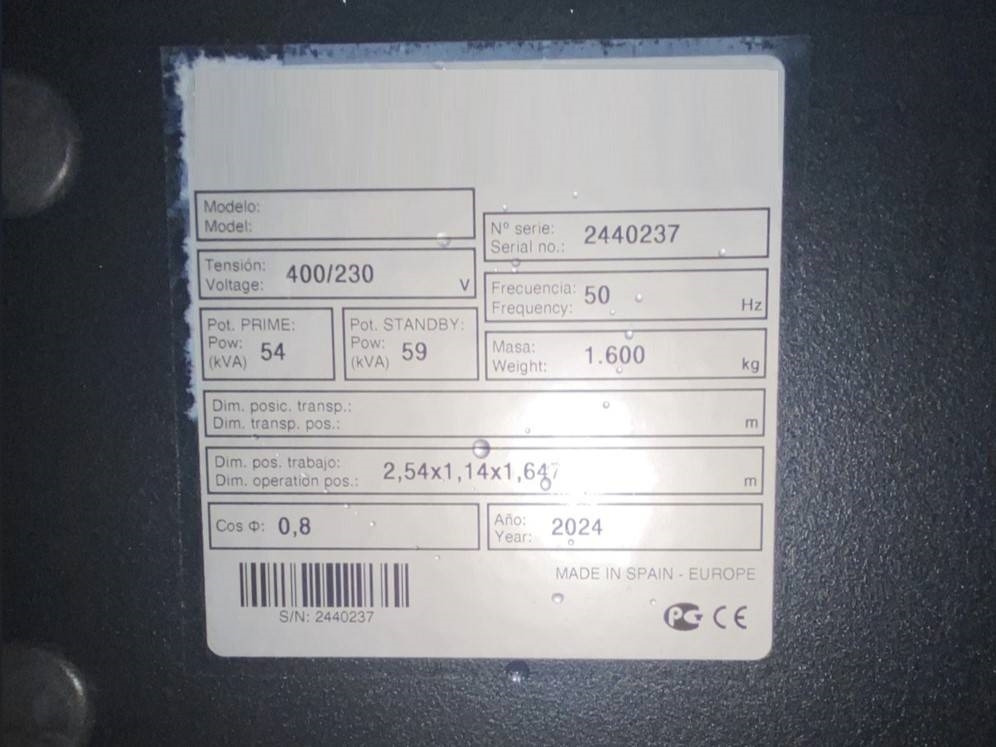 Modelo:
Model:
Nº serie:
Serial no.: 2440237
Tensión:
Voltage: 400/230 V
Frecuencia:
Frequency: 50 Hz
Pot. PRIME:
Pow:
(kVA) 54
Pot. STANDBY:
Pow:
(kVA) 59
Masa:
Weight: 1.600 kg
Dim. posic. transp.:
Dim. transp. pos.: m
Dim. pos. trabajo:
Dim. operation pos.: 2,54x1,14x1,647 m
Cos Φ: 0,8
Año:
Year: 2024
MADE IN SPAIN - EUROPE
S/N: 2440237
PG CE